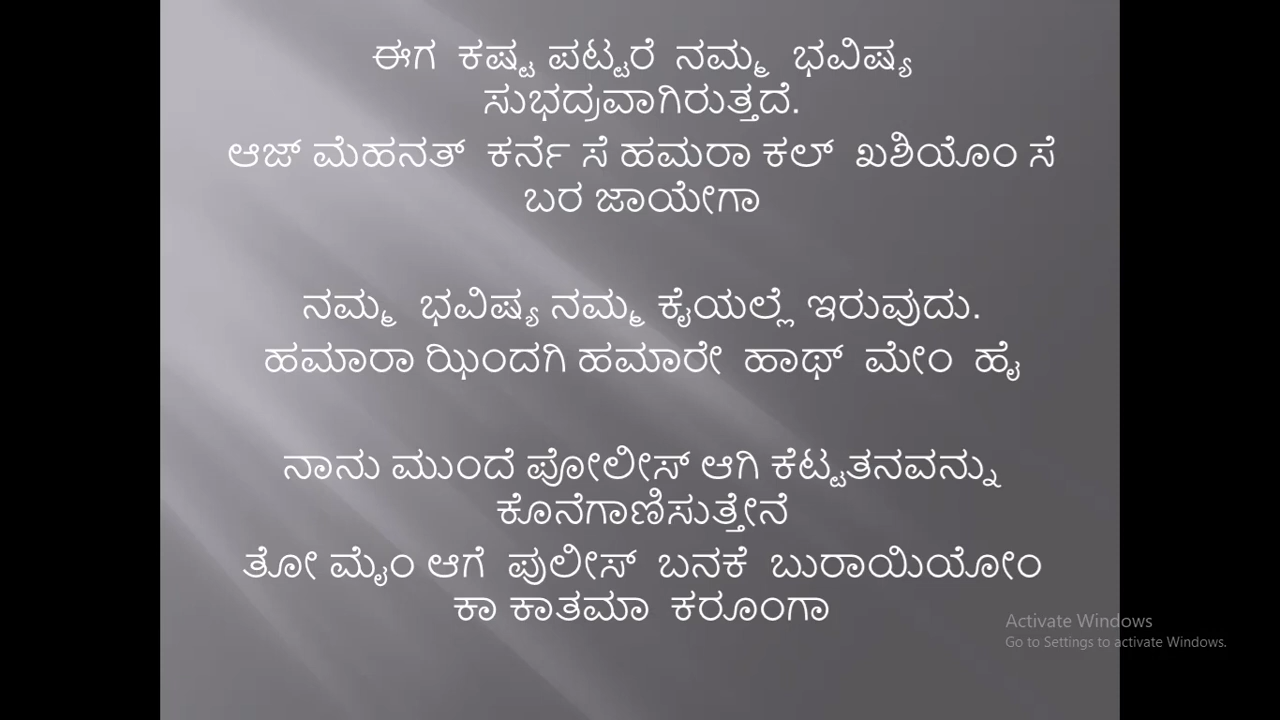 ಈಗ ಕಷ್ಟ ಪಟ್ಟರೆ ನಮ್ಮ ಭವಿಷ್ಯ
ಸುಭದ್ರವಾಗಿರುತ್ತದೆ.
ಆಜ್ ಮೆಹನತ್ ಕರ್ನೆ ಸೆ ಹಮರಾ ಕಲ್ ಖಶಿಯೊಂ ಸೆ
ಬರ ಜಾಯೇಗಾ
ನಮ್ಮ ಭವಿಷ್ಯ ನಮ್ಮ ಕೈಯಲ್ಲೆ ಇರುವುದು.
ಹಮಾರಾ ಝಿಂದಗಿ ಹಮಾರೇ ಹಾಥ್ ಮೇಂ ಹೈ
ನಾನು ಮುಂದೆ ಪೋಲೀಸ್ ಆಗಿ ಕೆಟ್ಟತನವನ್ನು
ಕೊನೆಗಾಣಿಸುತ್ತೇನೆ
ತೋ ಮೈಂ ಆಗೆ ಪುಲೀಸ್ ಬನಕೆ ಬುರಾಯಿಯೋಂ
ಕಾ ಕಾತಮಾ ಕರೂಂಗಾ
Activate Windows
Go to Settings to activate Windows.